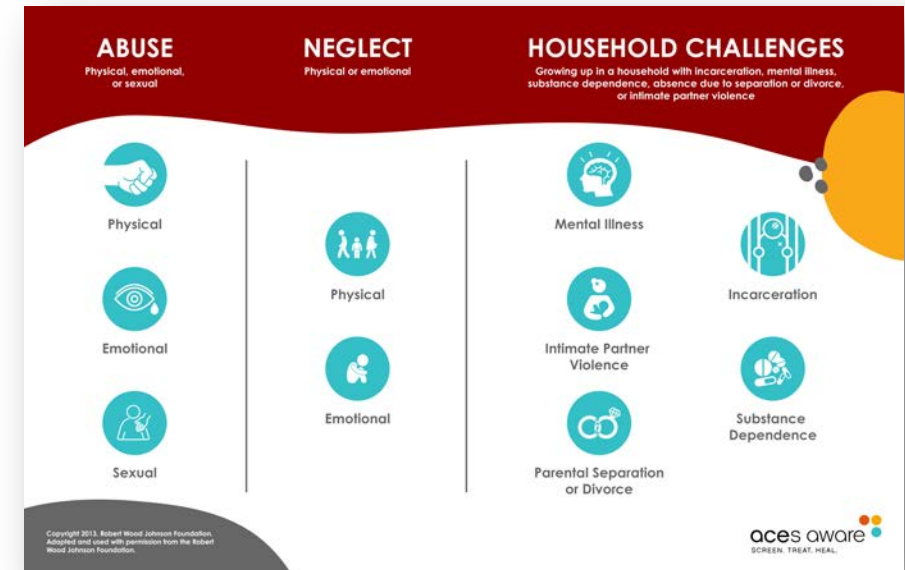 ABUSE
Physical, emotional,
or sexual
NEGLECT
Physical or emotional
HOUSEHOLD CHALLENGES
Growing up in a household with incarceration, mental illness,
substance dependence, absence due to separation or divorce,
or intimate partner violence
Physical
Emotional
Sexual
Physical
Emotional
Mental Illness
Intimate Partner
Violence
Parental Separation
or Divorce
Incarceration
Substance
Dependence
Copyright 2013. Robert Wood Johnson Foundation.
Adapted and used with permission from the Robert
Wood Johnson Foundation.
aces aware
SCREEN. TREAT. HEAL.